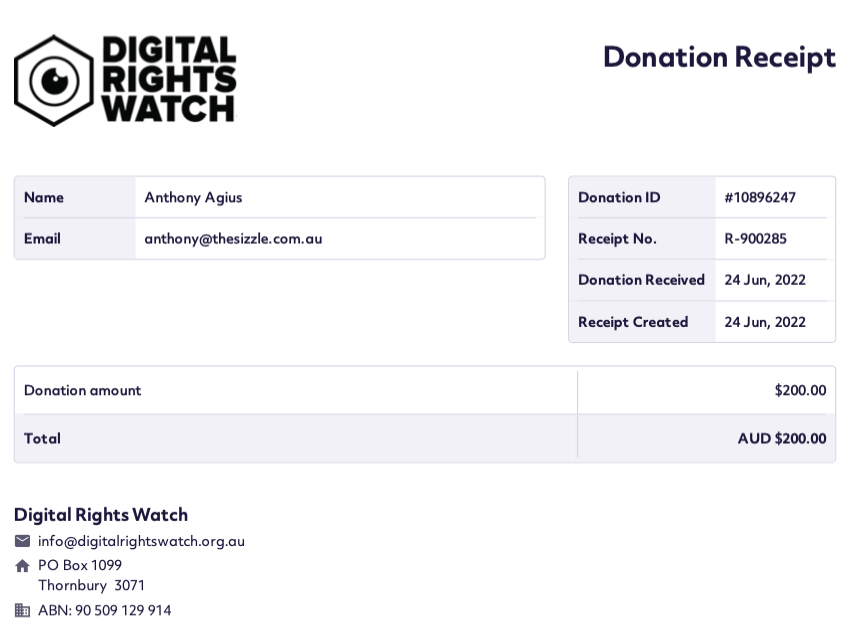 DIGITAL
RIGHTS
WATCH
Donation Receipt
Name Anthony Agius
Email anthony@thesizzle.com.au
Donation ID #10896247
Receipt No. R-900285
Donation Received 24 Jun, 2022
Receipt Created 24 Jun, 2022
Donation amount $200.00
Total AUD $200.00
Digital Rights Watch
info@digitalrightswatch.org.au
PO Box 1099
Thornbury 3071
ABN: 90 509 129 914